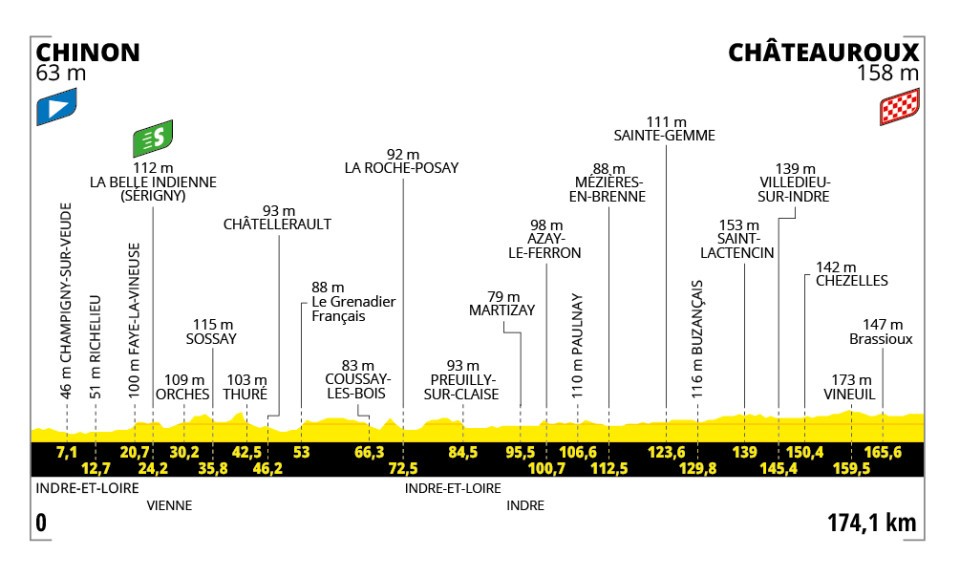 CHINON
63 m
CHÂTEAUROUX
158 m
S
46 m CHAMPIGNY-SUR-VEUDE
51 m RICHELIEU
100 m FAYE-LA-VINEUSE
112 m
LA BELLE INDIENNE
(SÉRIGNY)
109 m
ORCHES
115 m
SOSSAY
103 m
THURÉ
93 m
CHÂTELLERAULT
88 m
Le Grenadier
Français
83 m
COUSSAY-
LES-BOIS
92 m
LA ROCHE-POSAY
93 m
PREUILLY-
SUR-CLAISE
79 m
MARTIZAY
98 m
AZAY-
LE-FERRON
110 m PAULNAY
88 m
MÉZIÈRES-
EN-BRENNE
111 m
SAINTE-GEMME
116 m BUZANÇAIS
153 m
SAINT-
LACTENCIN
139 m
VILLEDIEU-
SUR-INDRE
142 m
CHEZELLES
173 m
VINEUIL
147 m
Brassioux
7,1 20,7 30,2 42,5 53 66,3 84,5 95,5 106,6 123,6 139 150,4 165,6
12,7 24,2 35,8 46,2 72,5 100,7 112,5 129,8 145,4 159,5
INDRE-ET-LOIRE
VIENNE
INDRE-ET-LOIRE
INDRE
0
174,1 km